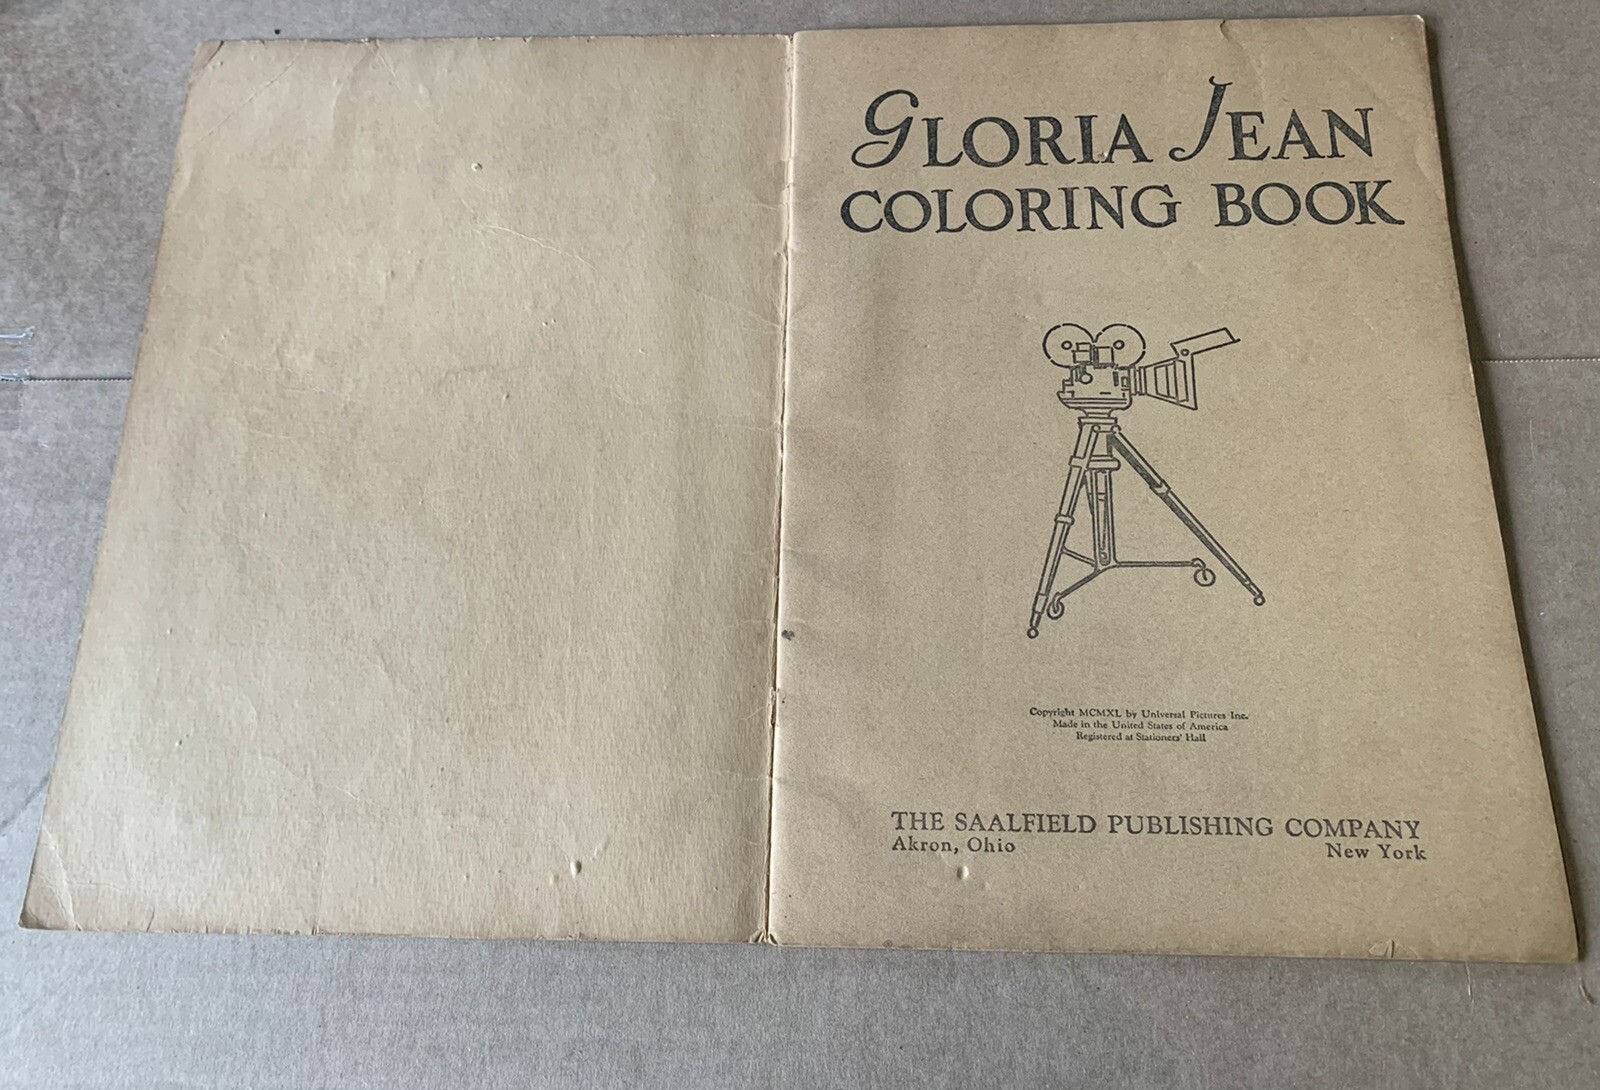 GLORIA JEAN
COLORING BOOK
Copyright MCMXL by Universal Pictures Inc.
Made in the United States of America
Registered at Stationers' Hall
THE SAALFIELD PUBLISHING COMPANY
Akron, Ohio New York